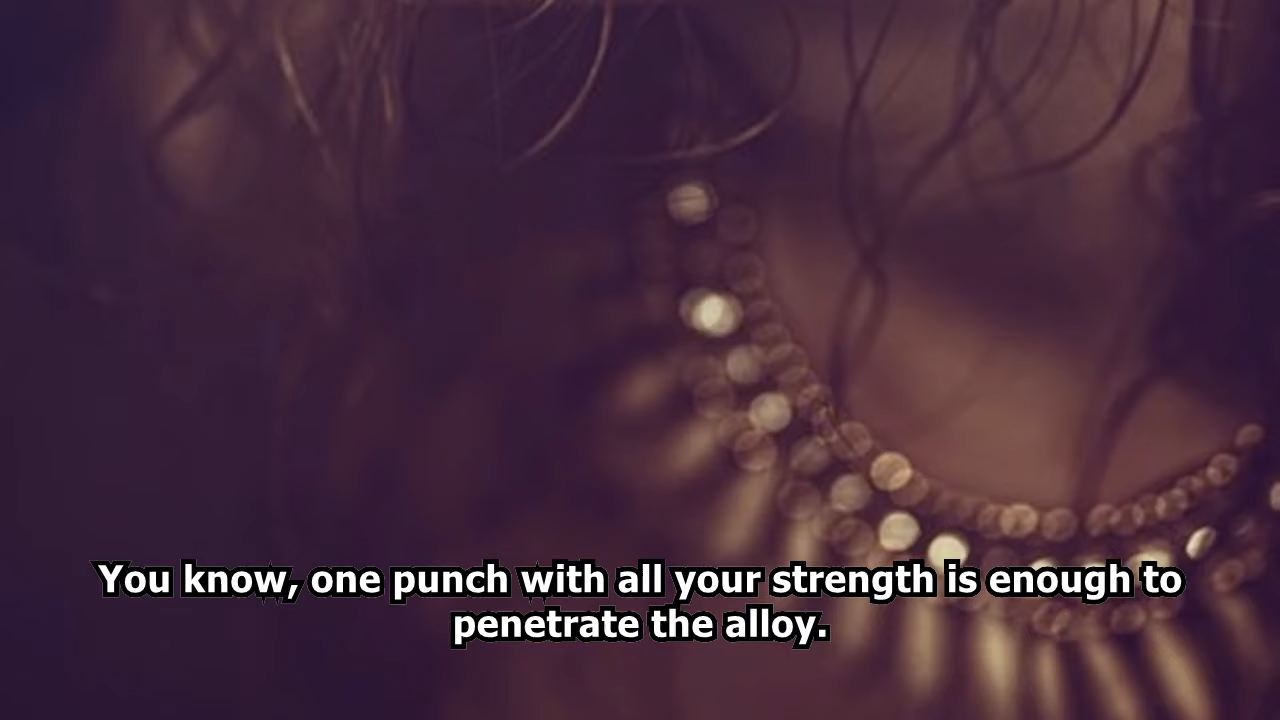 You know, one punch with all your strength is enough to
penetrate the alloy.